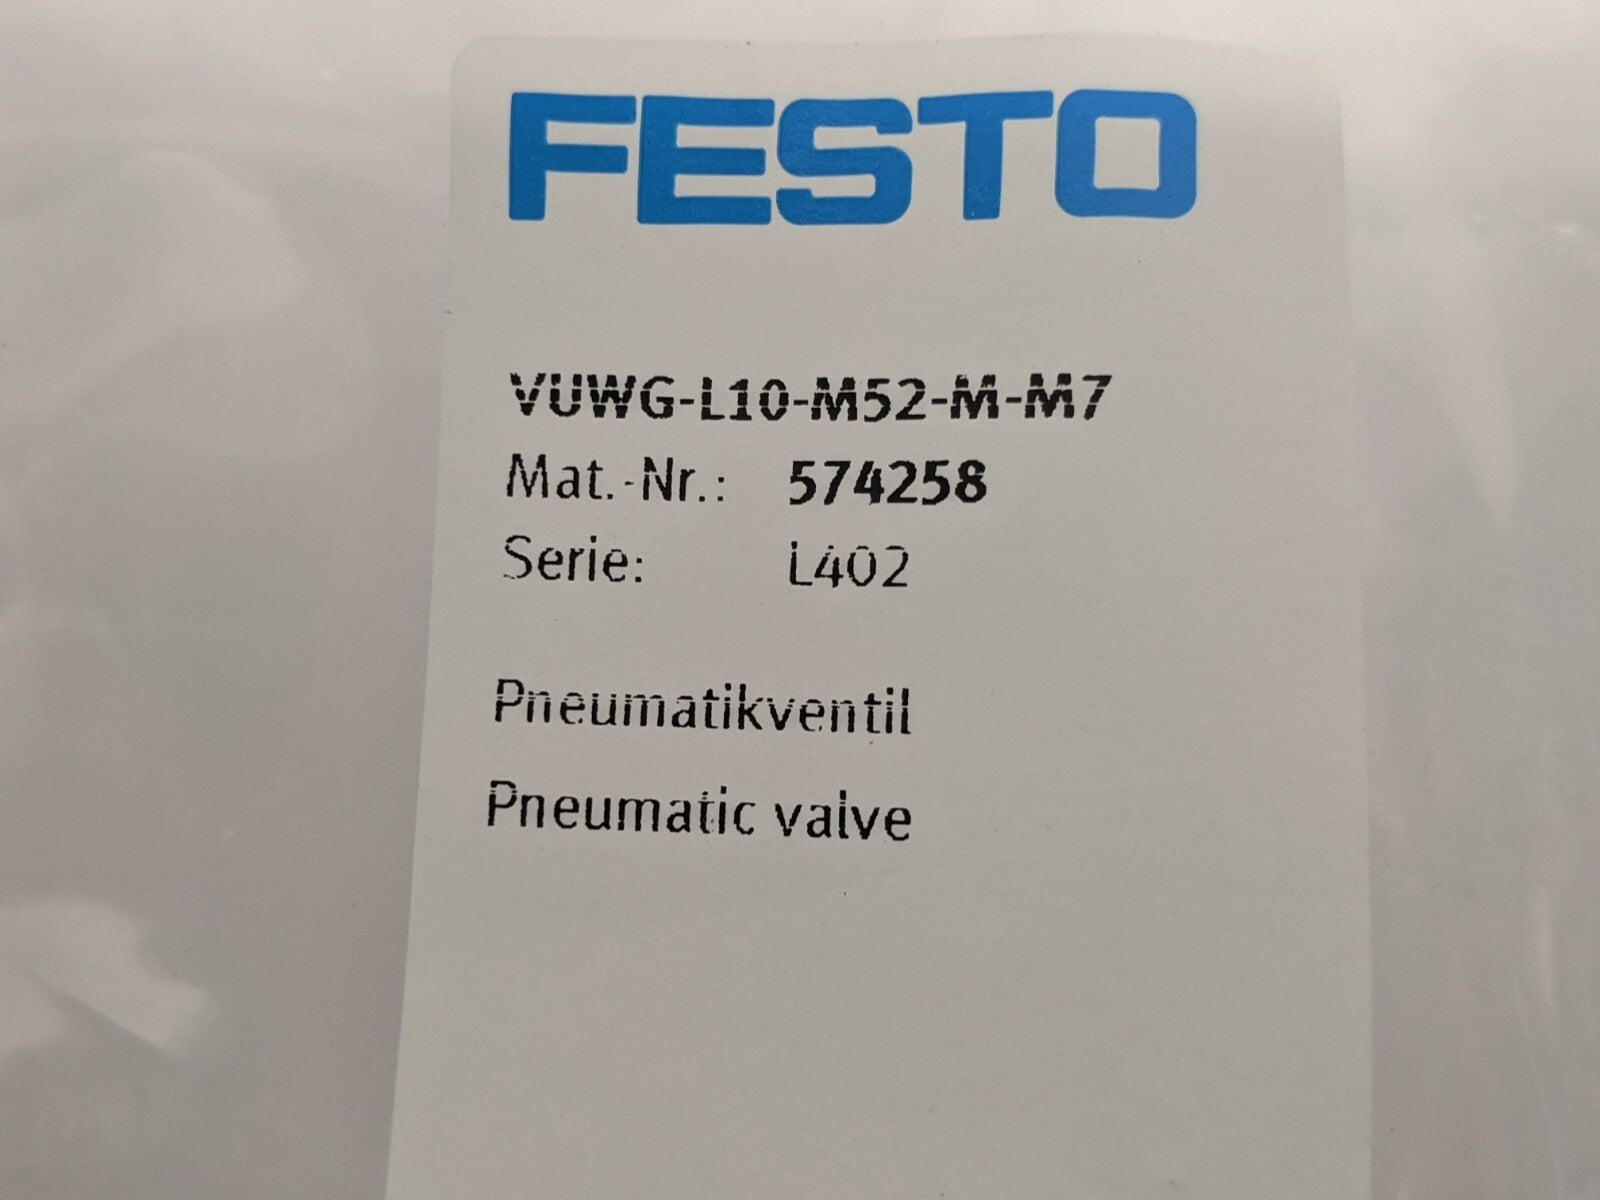 FESTO
VUWG-L10-M52-M-M7
Mat.-Nr.: 574258
Serie: L402
Pneumatikventil
Pneumatic valve